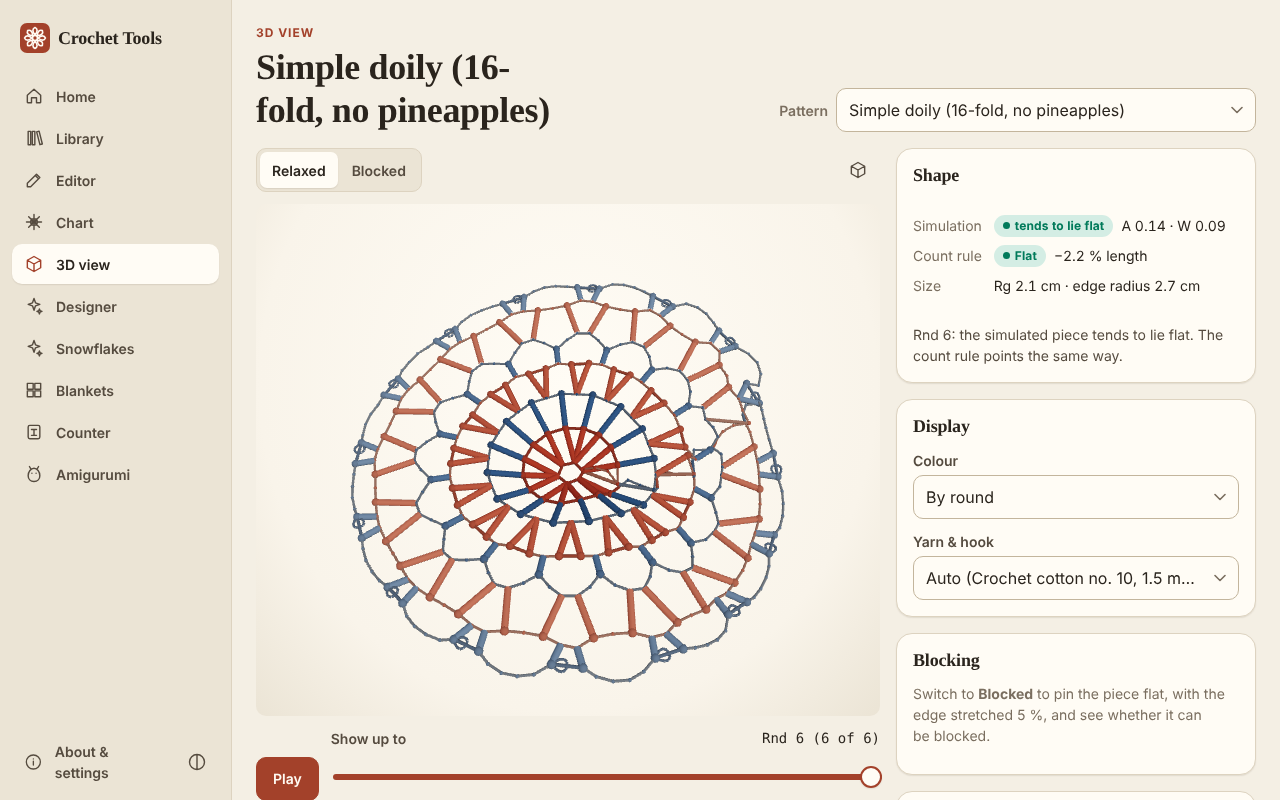 Crochet Tools
Home
Library
Editor
Chart
3D view
Designer
Snowflakes
Blankets
Counter
Amigurumi
About &
settings
3D VIEW
Simple doily (16-
fold, no pineapples)
Pattern
Simple doily (16-fold, no pineapples)
Relaxed
Blocked
Show up to
Rnd 6 (6 of 6)
Play
Shape
Simulation
tends to lie flat
A 0.14 · W 0.09
Count rule
Flat
−2.2 % length
Size
Rg 2.1 cm · edge radius 2.7 cm
Rnd 6: the simulated piece tends to lie flat. The
count rule points the same way.
Display
Colour
By round
Yarn & hook
Auto (Crochet cotton no. 10, 1.5 m...
Blocking
Switch to Blocked to pin the piece flat, with the
edge stretched 5 %, and see whether it can
be blocked.